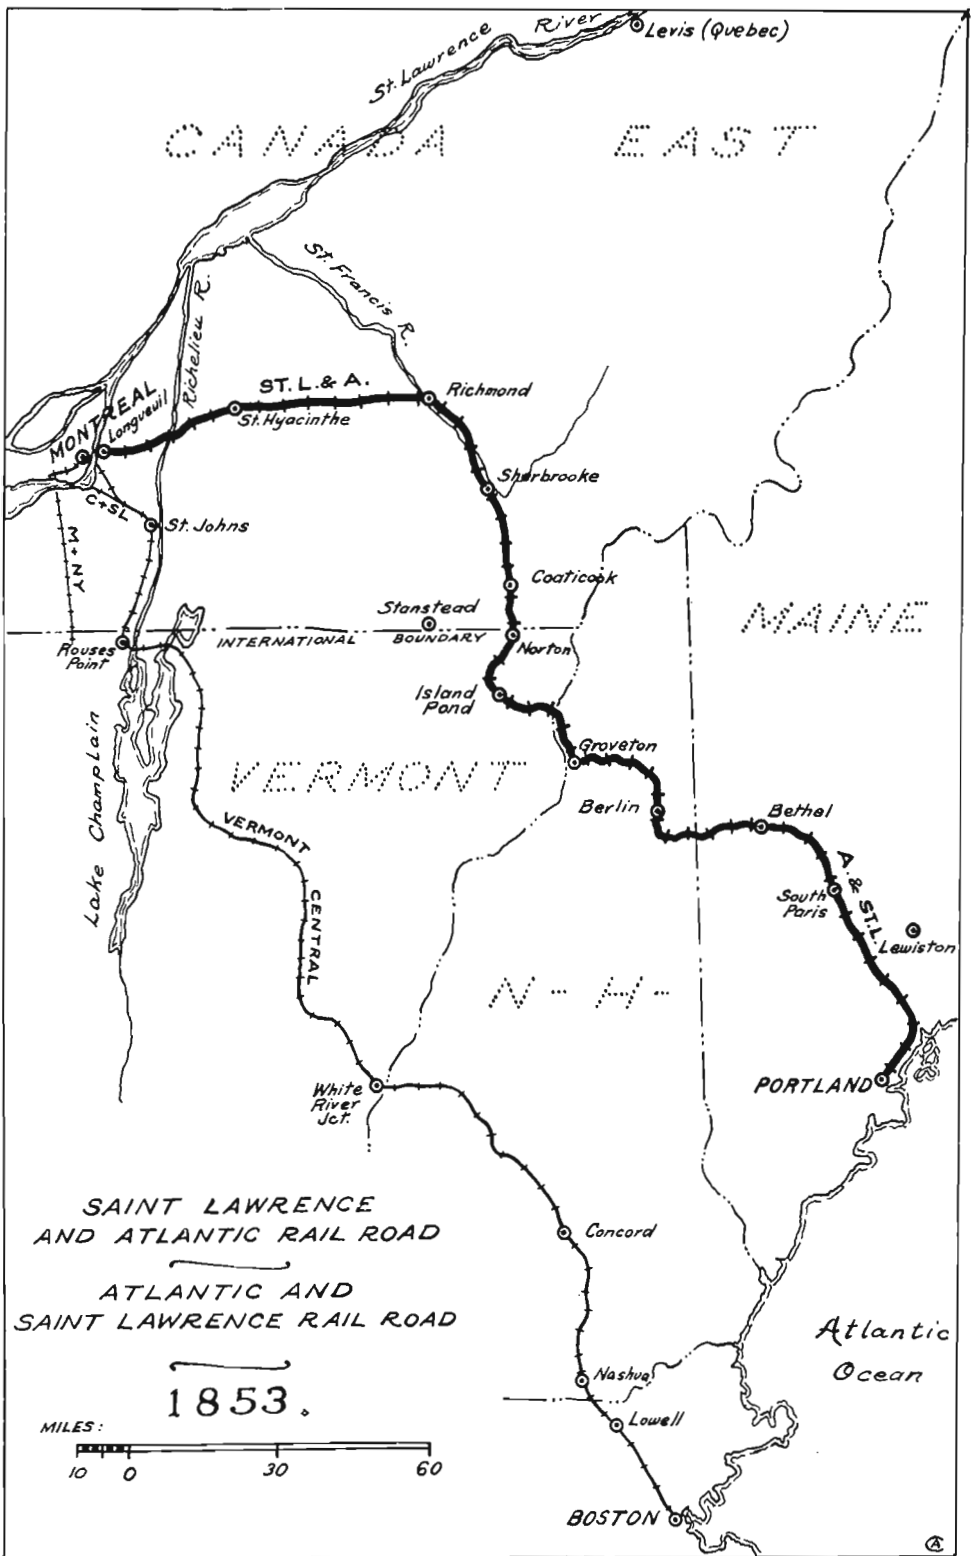 St. Lawrence River
Levis (Quebec)
CANADA EAST
St. Francis R.
Richelieu R.
MONTREAL
Longueuil
ST. L. & A.
St. Hyacinthe
Richmond
Sherbrooke
C+SL
St. Johns
M+NY
Coaticook
Stanstead
INTERNATIONAL BOUNDARY
MAINE
Rouses
Point
Norton
Island
Pond
Lake Champlain
VERMONT
Groveton
Berlin
Bethel
VERMONT CENTRAL
A. & ST. L.
South
Paris
Lewiston
N-H-
PORTLAND
White
River
Jct.
SAINT LAWRENCE
AND ATLANTIC RAIL ROAD
ATLANTIC AND
SAINT LAWRENCE RAIL ROAD
1853.
Concord
Atlantic
Ocean
Nashua
Lowell
MILES:
10 0 30 60
BOSTON